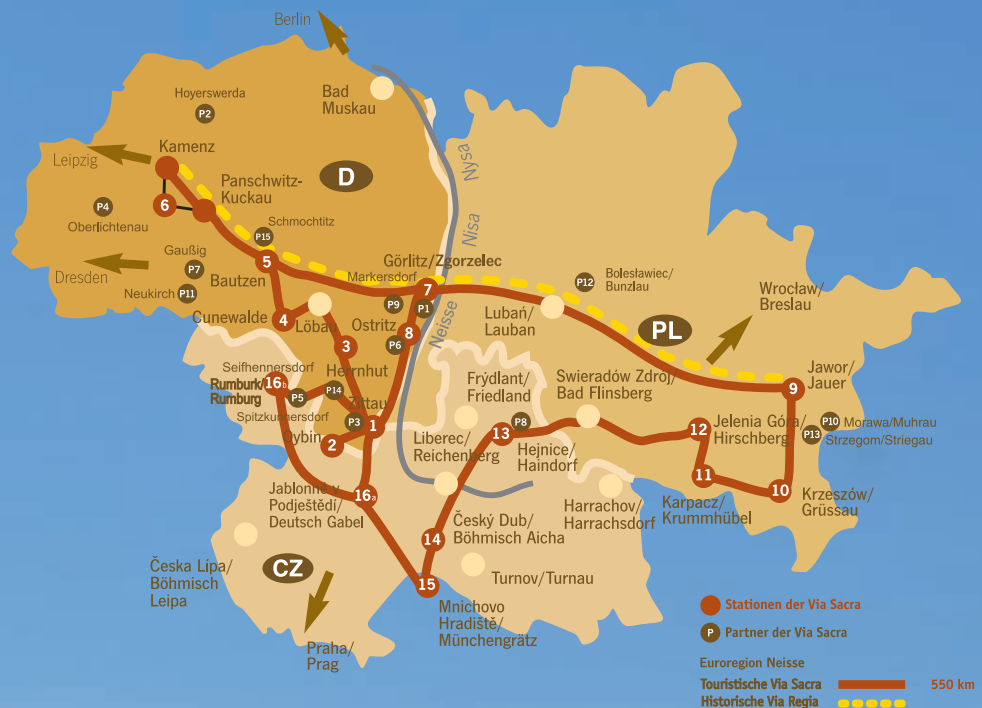 Berlin
Bad
Muskau
Hoyerswerda
P2
Kamenz
Leipzig
Panschwitz-
Kuckau
D
Nysa
Nisa
Neisse
6
P4
Oberlichtenau
Schmochtitz
P15
Gaußig
P7
Dresden
Neukirch
P11
Bautzen
5
Görlitz/Zgorzelec
Markersdorf
7
P9
P1
P12
Bolesławiec/
Bunzlau
Wrocław/
Breslau
Cunewalde
4
Löbau
Ostritz
8
P6
Lubań/
Lauban
PL
3
Seifhennersdorf
16b
Rumburk/
Rumburg
Herrnhut
P14
P5
Spitzkunnersdorf
Zittau
P3
1
Oybin
2
Frýdlant/
Friedland
Swieradów Zdroj/
Bad Flinsberg
Jawor/
Jauer
9
P8
13
Hejnice/
Haindorf
Liberec/
Reichenberg
12
Jelenia Góra/
Hirschberg
P10
Morawa/Muhrau
P13
Strzegom/Striegau
11
Karpacz/
Krummhübel
10
Krzeszów/
Grüssau
Harrachov/
Harrachsdorf
Jablonné v
Podještědí/
Deutsch Gabel
16a
14
Český Dub/
Böhmisch Aicha
Česka Lípa/
Böhmisch
Leipa
CZ
15
Turnov/Turnau
Mnichovo
Hradiště/
Münchengrätz
Praha/
Prag
Stationen der Via Sacra
P
Partner der Via Sacra
Euroregion Neisse
Touristische Via Sacra 550 km
Historische Via Regia